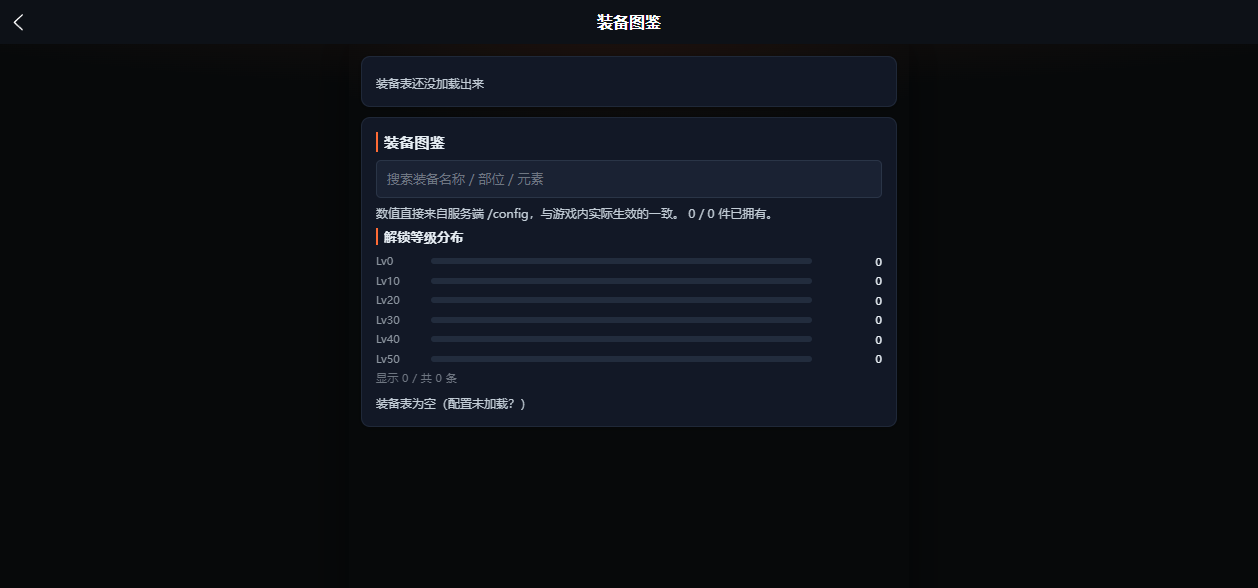 装备图鉴
装备表还没加载出来
装备图鉴
搜索装备名称 / 部位 / 元素
数值直接来自服务端 /config，与游戏内实际生效的一致。 0 / 0 件已拥有。
解锁等级分布
Lv0 0
Lv10 0
Lv20 0
Lv30 0
Lv40 0
Lv50 0
显示 0 / 共 0 条
装备表为空（配置未加载？）